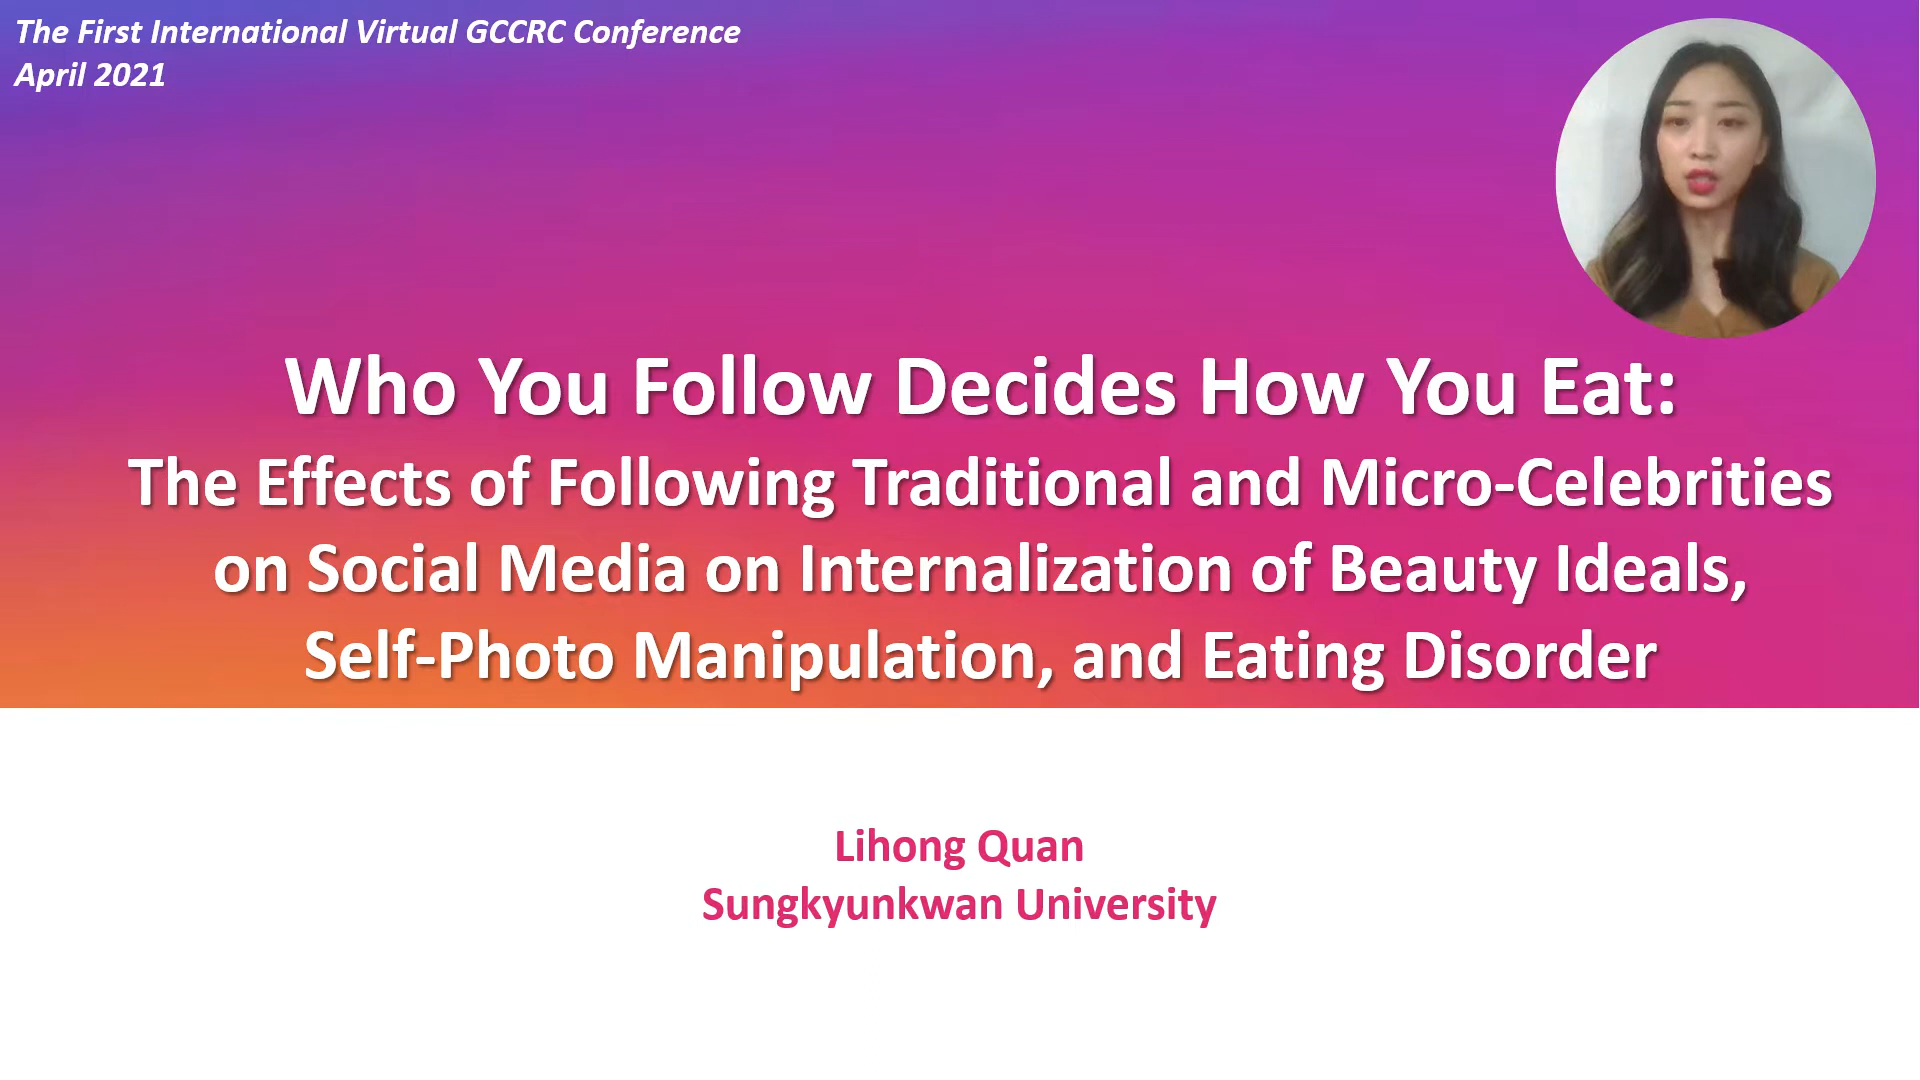 The First International Virtual GCCRC Conference
April 2021
Who You Follow Decides How You Eat:
The Effects of Following Traditional and Micro-Celebrities
on Social Media on Internalization of Beauty Ideals,
Self-Photo Manipulation, and Eating Disorder
Lihong Quan
Sungkyunkwan University